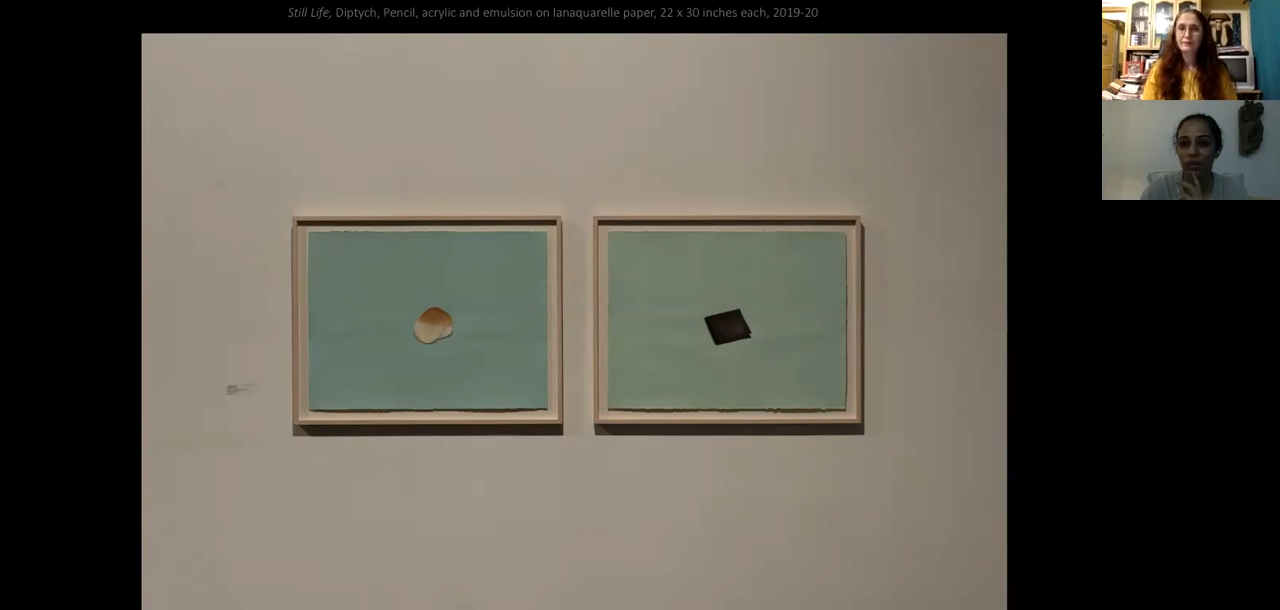 Still Life, Diptych, Pencil, acrylic and emulsion on lanaquarelle paper, 22 x 30 inches each, 2019-20